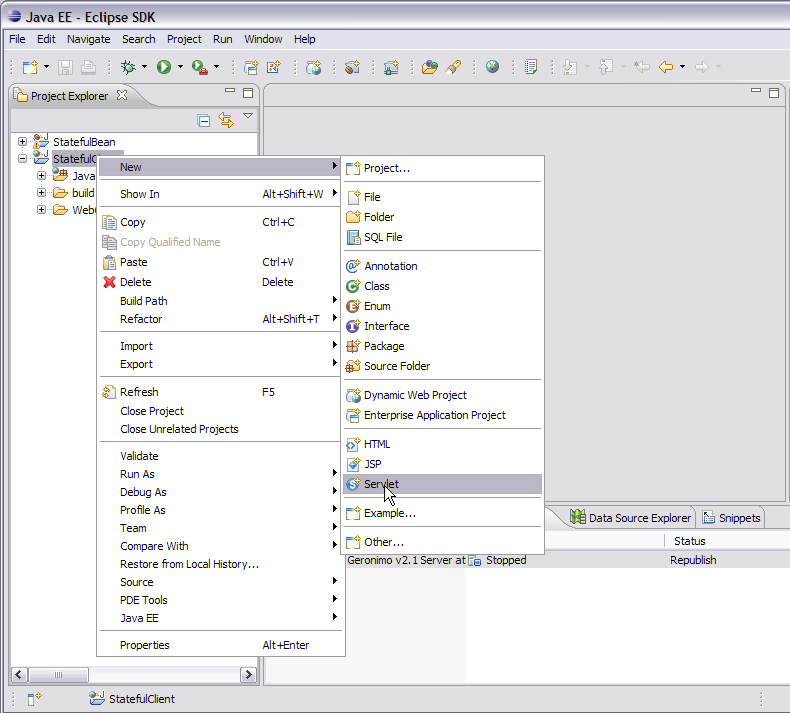 Java EE - Eclipse SDK
File Edit Navigate Search Project Run Window Help
Project Explorer
StatefulBean
StatefulC
Java
build
Web
New
Show In Alt+Shift+W
Copy Ctrl+C
Copy Qualified Name
Paste Ctrl+V
Delete Delete
Build Path
Refactor Alt+Shift+T
Import
Export
Refresh F5
Close Project
Close Unrelated Projects
Validate
Run As
Debug As
Profile As
Team
Compare With
Restore from Local History...
Source
PDE Tools
Java EE
Properties Alt+Enter
Project...
File
Folder
SQL File
Annotation
Class
Enum
Interface
Package
Source Folder
Dynamic Web Project
Enterprise Application Project
HTML
JSP
Servlet
Example...
Other...
Data Source Explorer Snippets
Status
Geronimo v2.1 Server at Stopped Republish
StatefulClient